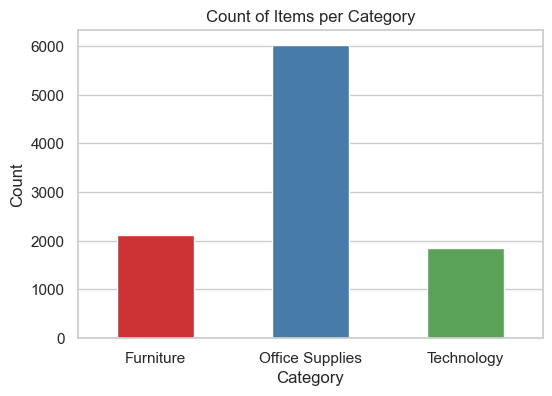 Count of Items per Category
Count
6000
5000
4000
3000
2000
1000
0
Furniture Office Supplies Technology
Category